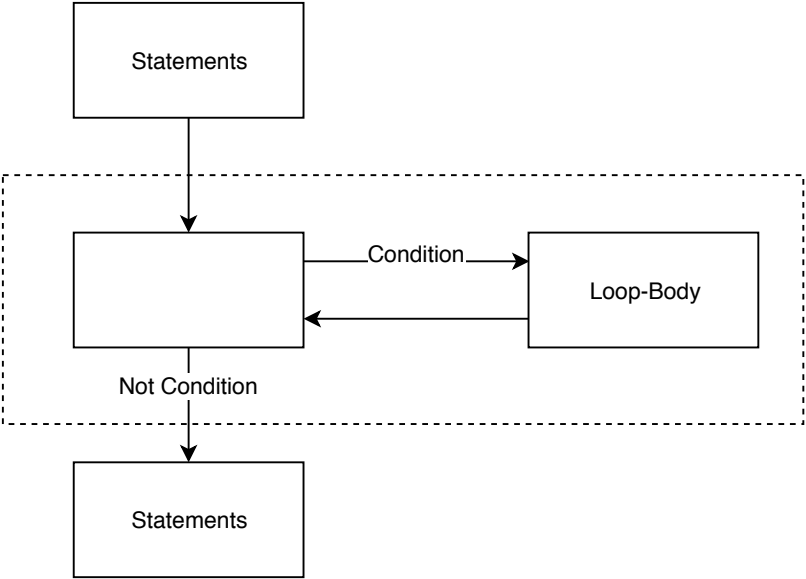 Statements
Condition
Loop-Body
Not Condition
Statements